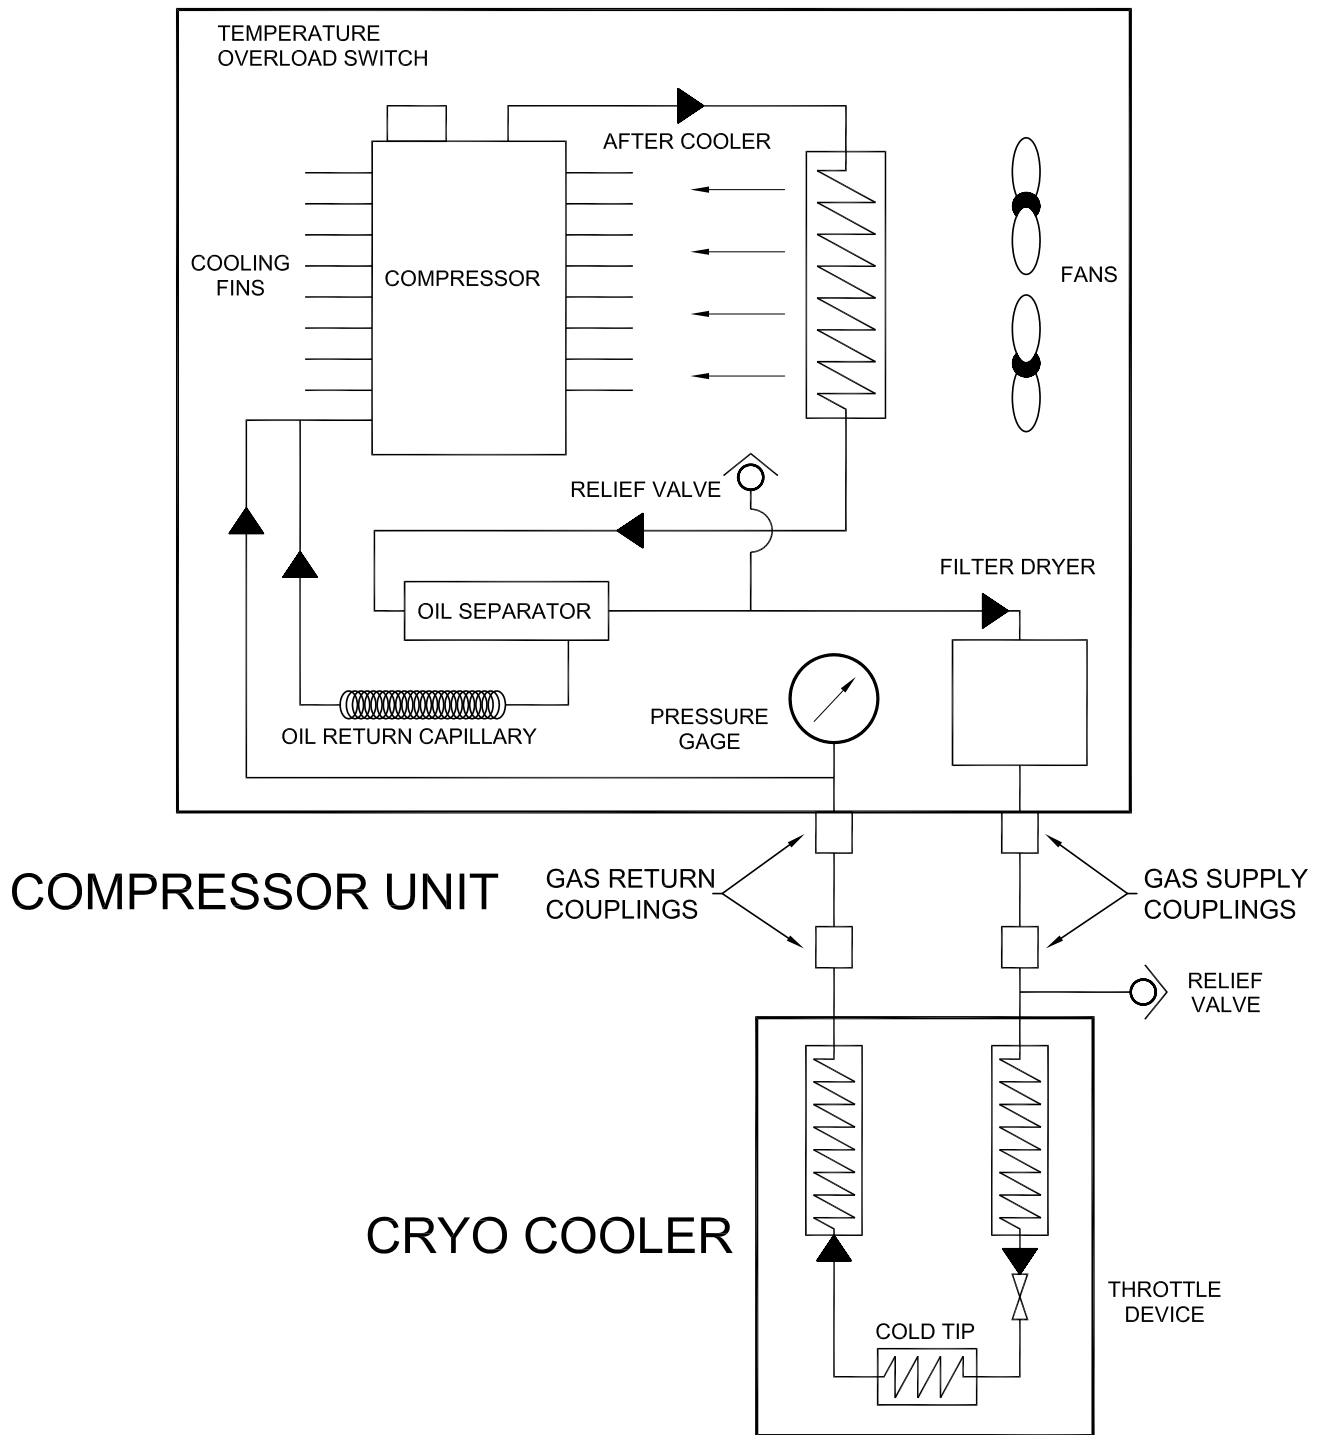 TEMPERATURE
OVERLOAD SWITCH
AFTER COOLER
COOLING
FINS
COMPRESSOR
FANS
RELIEF VALVE
FILTER DRYER
OIL SEPARATOR
PRESSURE
GAGE
OIL RETURN CAPILLARY
COMPRESSOR UNIT
GAS RETURN
COUPLINGS
GAS SUPPLY
COUPLINGS
RELIEF
VALVE
CRYO COOLER
THROTTLE
DEVICE
COLD TIP